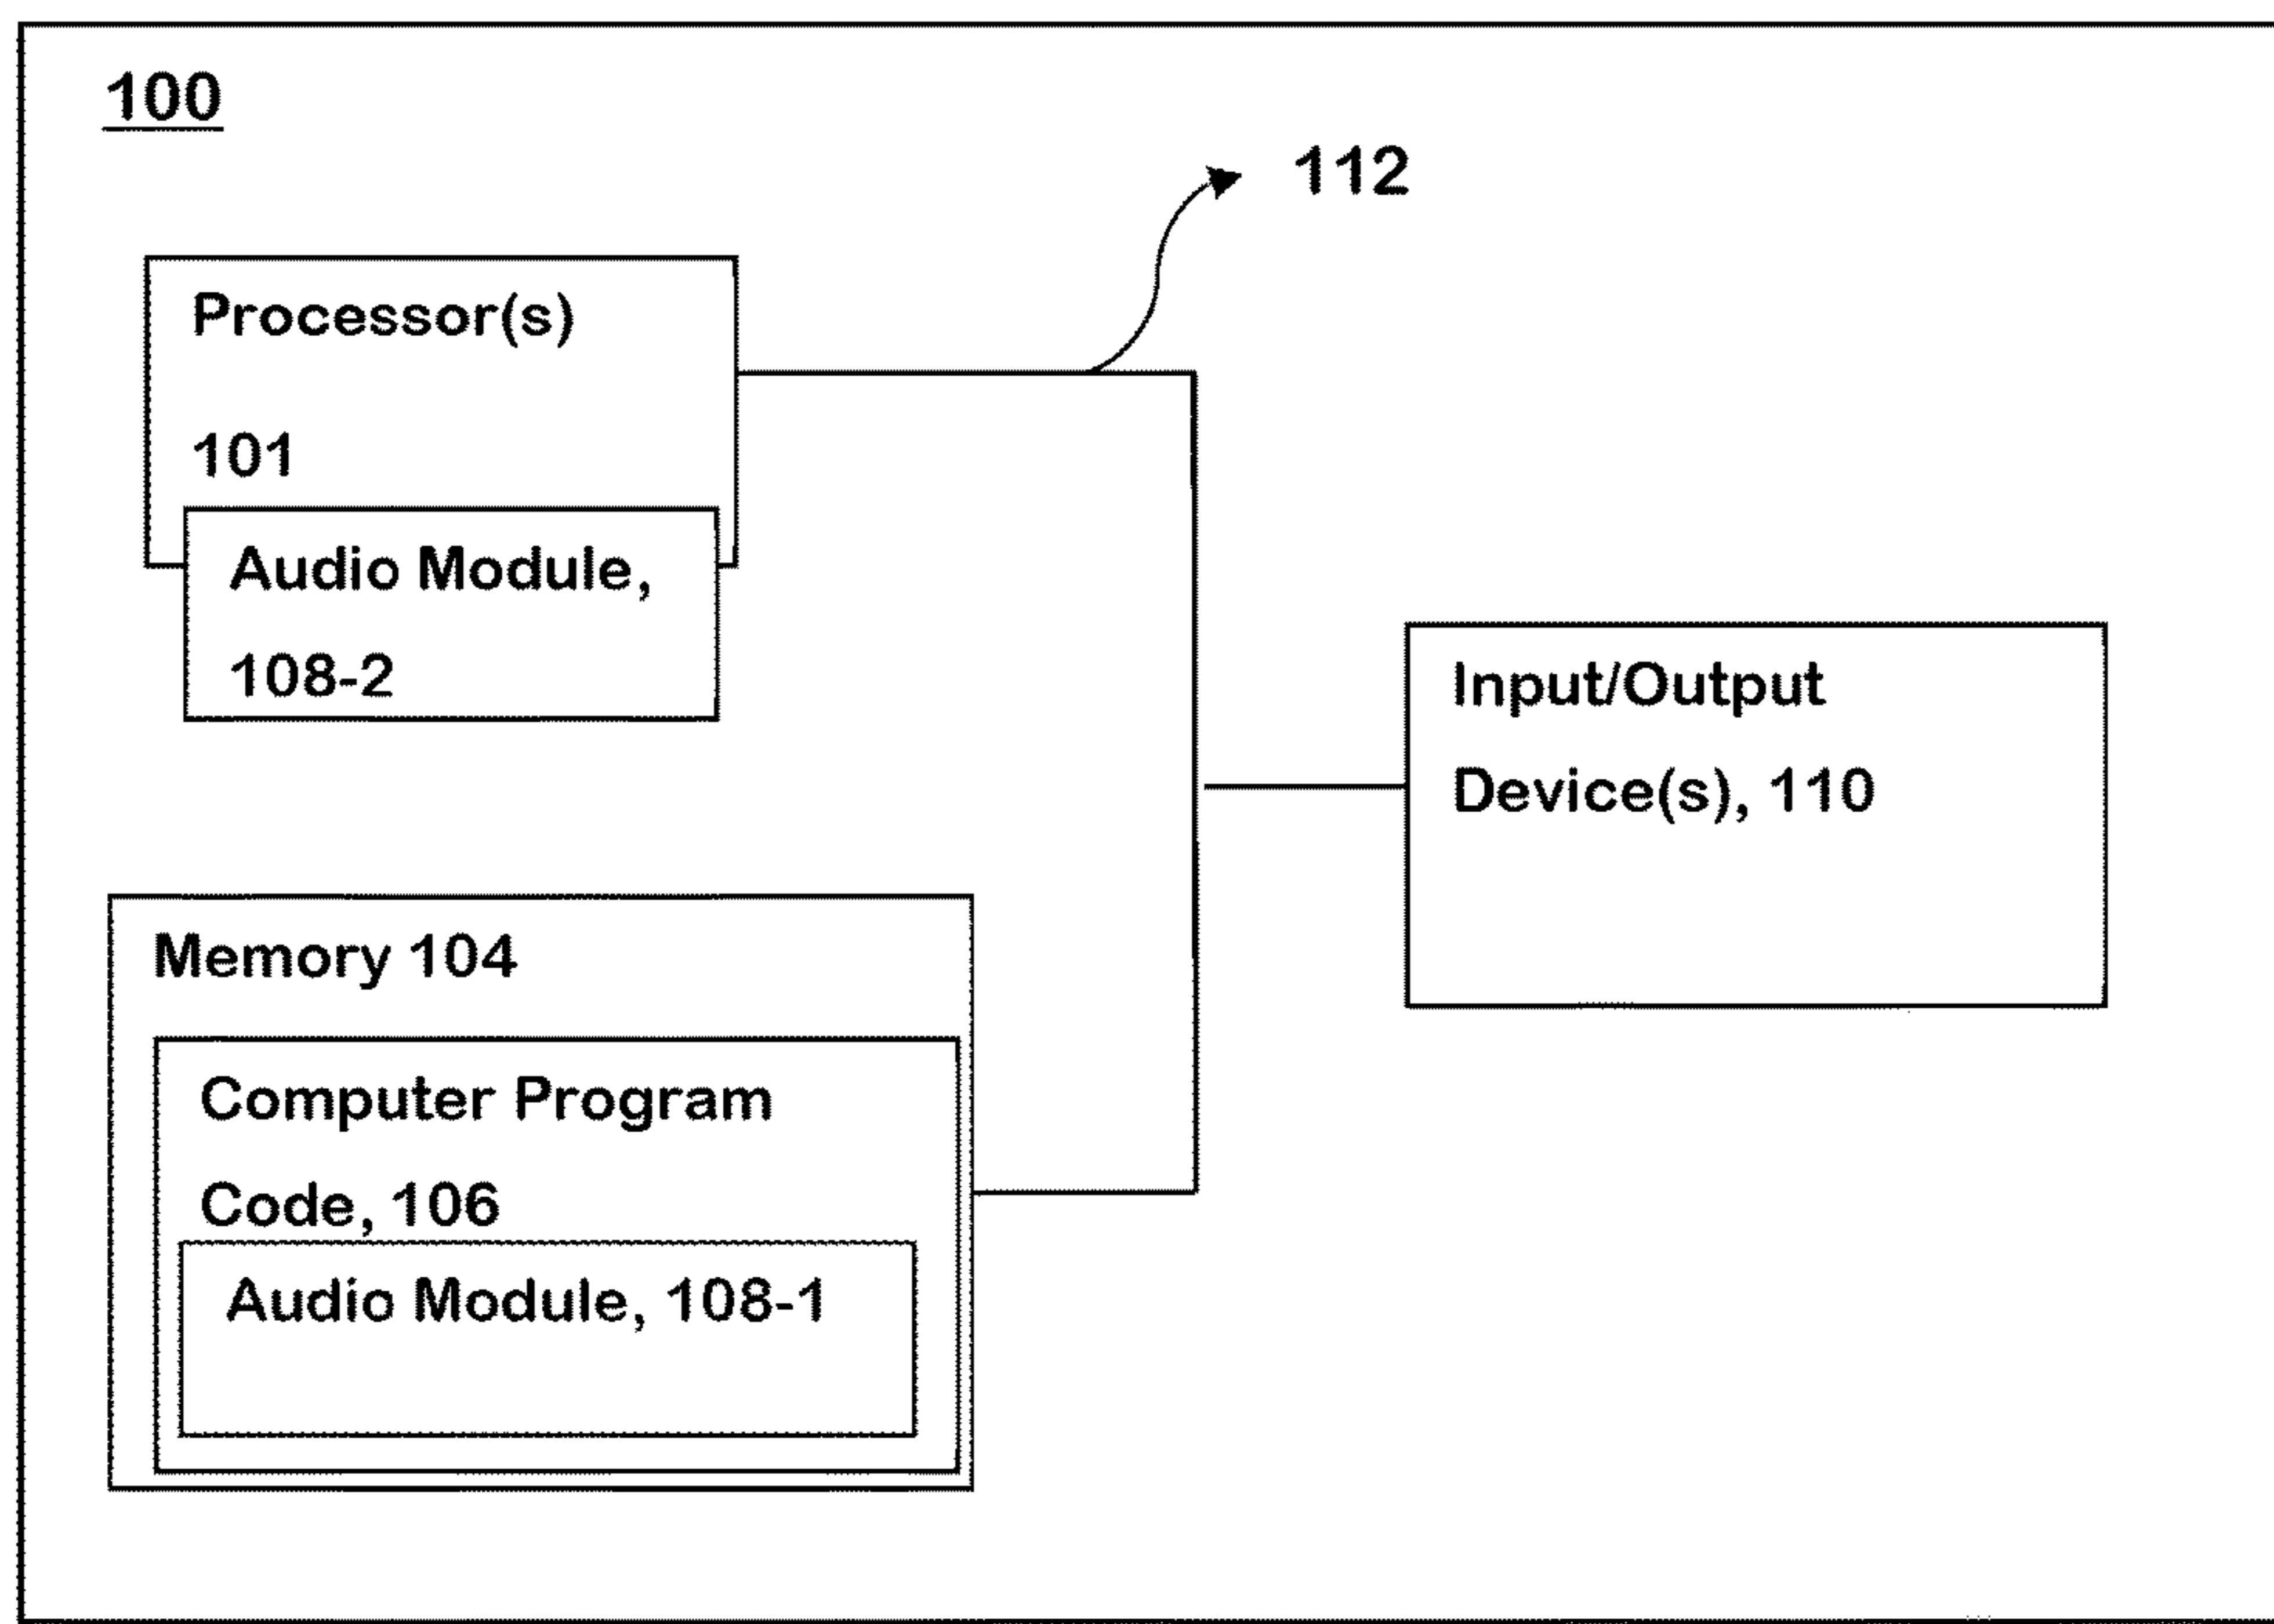 100
112
Processor(s)
101
Audio Module,
108-2
Input/Output
Device(s), 110
Memory 104
Computer Program
Code, 106
Audio Module, 108-1